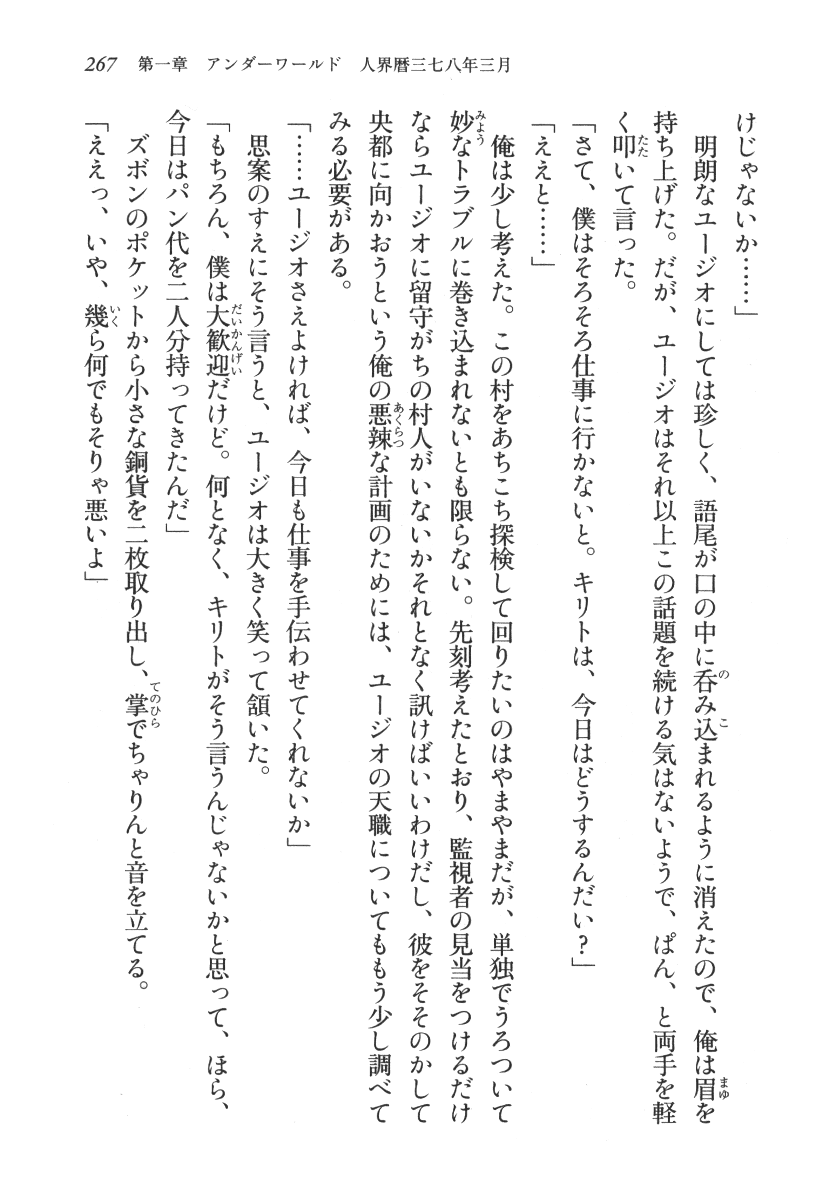 267　第一章　アンダーワールド　人界暦三七八年三月
けじゃないか……」
　明朗なユージオにしては珍しく、語尾が口の中に呑み込まれるように消えたので、俺は眉を
持ち上げた。だが、ユージオはそれ以上この話題を続ける気はないようで、ぱん、と両手を軽
く叩いて言った。
「さて、僕はそろそろ仕事に行かないと。キリトは、今日はどうするんだい？」
「ええと……」
　俺は少し考えた。この村をあちこち探検して回りたいのはやまやまだが、単独でうろついて
妙なトラブルに巻き込まれないとも限らない。先刻考えたとおり、監視者の見当をつけるだけ
ならユージオに留守がちの村人がいないかそれとなく訊けばいいわけだし、彼をそそのかして
央都に向かおうという俺の悪辣な計画のためには、ユージオの天職についてももう少し調べて
みる必要がある。
「……ユージオさえよければ、今日も仕事を手伝わせてくれないか」
　思案のすえにそう言うと、ユージオは大きく笑って頷いた。
「もちろん、僕は大歓迎だけど。何となく、キリトがそう言うんじゃないかと思って、ほら、
今日はパン代を二人分持ってきたんだ」
　ズボンのポケットから小さな銅貨を二枚取り出し、掌でちゃりんと音を立てる。
「ええっ、いや、幾ら何でもそりゃ悪いよ」